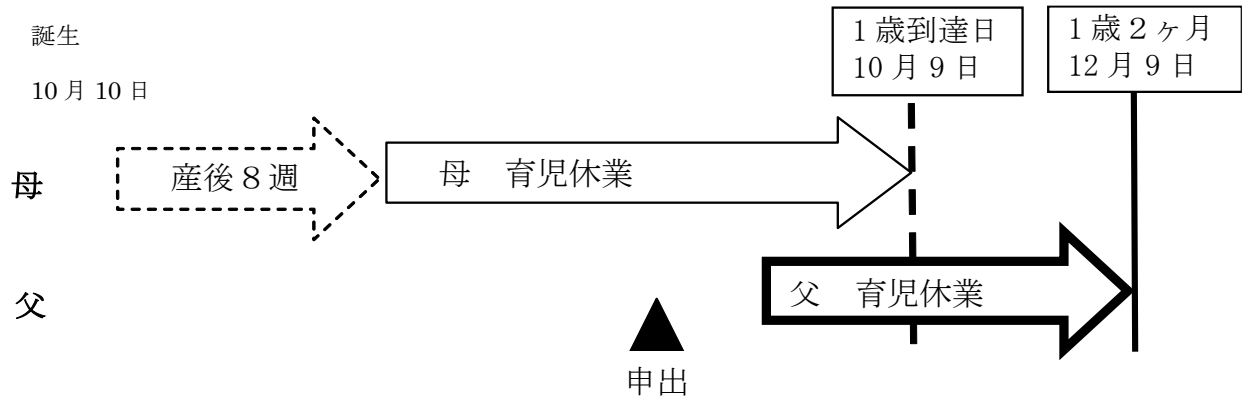 誕生
10月10日
1歳到達日
10月9日
1歳2ヶ月
12月9日
母
産後8週
母 育児休業
父
父 育児休業
申出